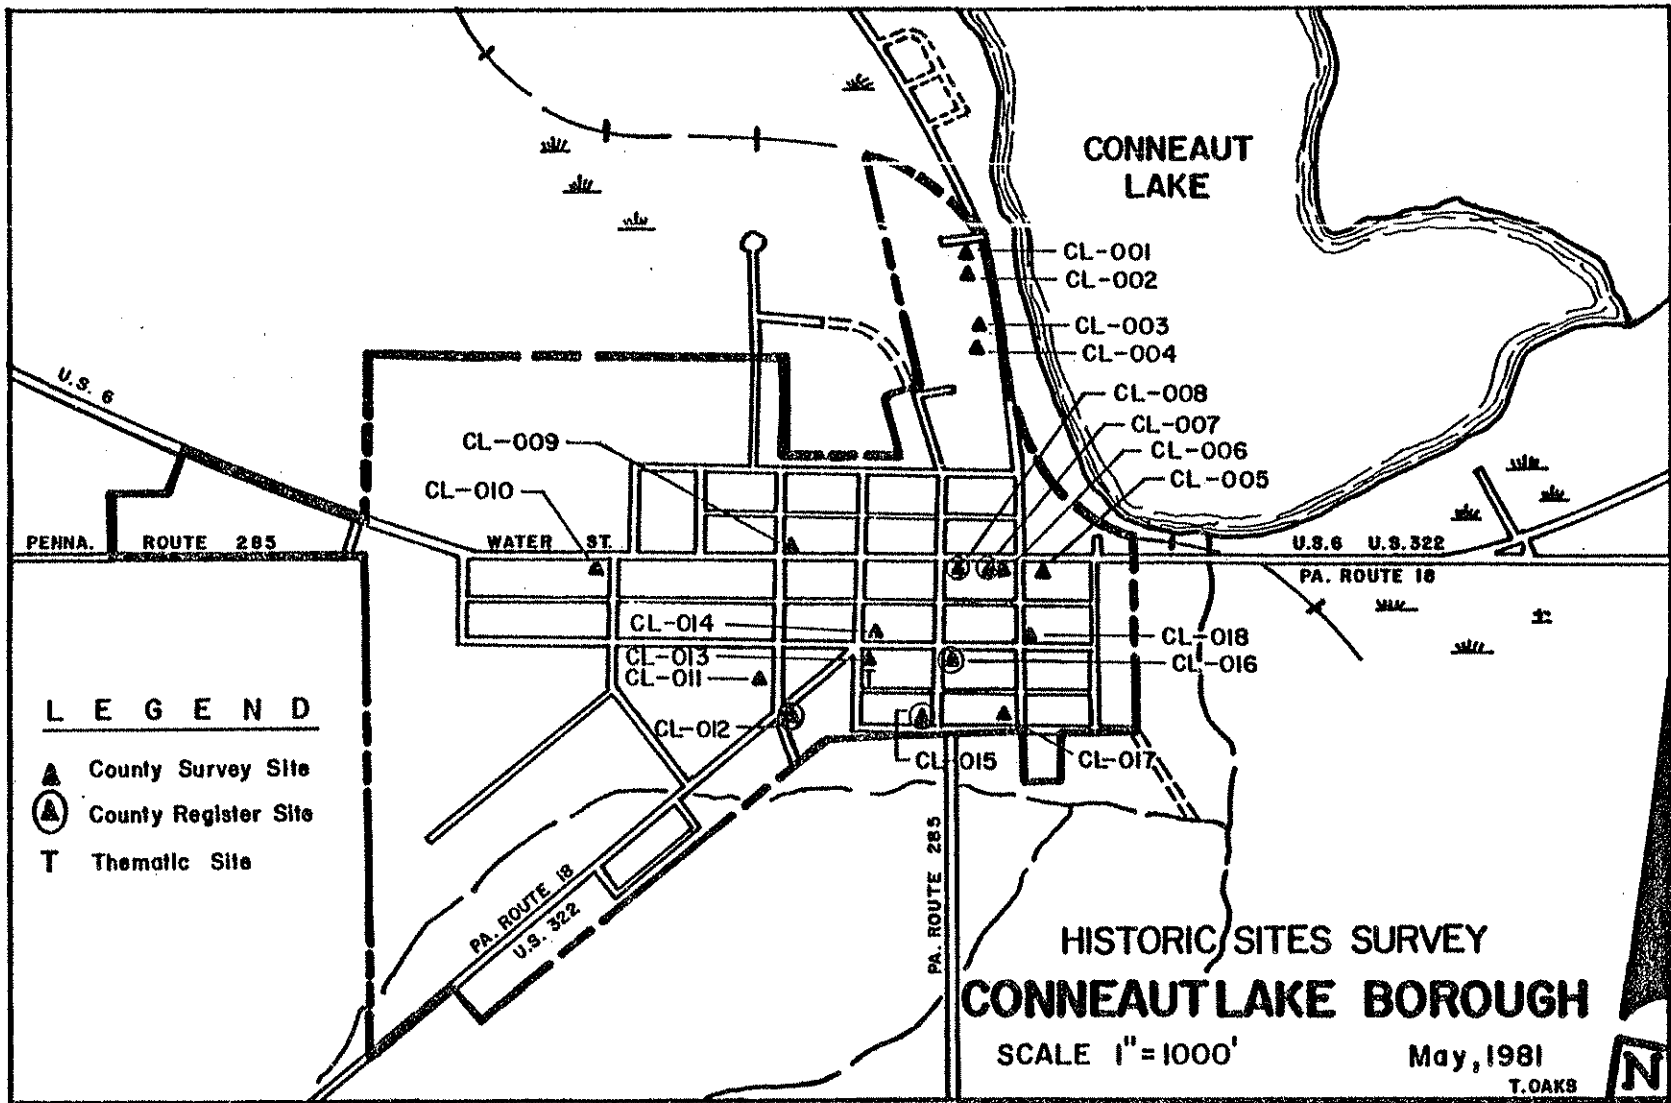 CONNEAUT
LAKE
CL-001
CL-002
CL-003
CL-004
CL-008
CL-007
CL-006
CL-005
CL-009
CL-010
U.S. 6
PENNA. ROUTE 285
WATER ST.
U.S.6 U.S.322
PA. ROUTE 18
CL-014
CL-013
CL-011
CL-012
CL-018
CL-016
CL-015
CL-017
T
LEGEND
County Survey Site
County Register Site
T Thematic Site
PA. ROUTE 18
U.S. 322
PA. ROUTE 285
HISTORIC SITES SURVEY
CONNEAUT LAKE BOROUGH
SCALE 1"=1000'
May, 1981
T.OAKS
N